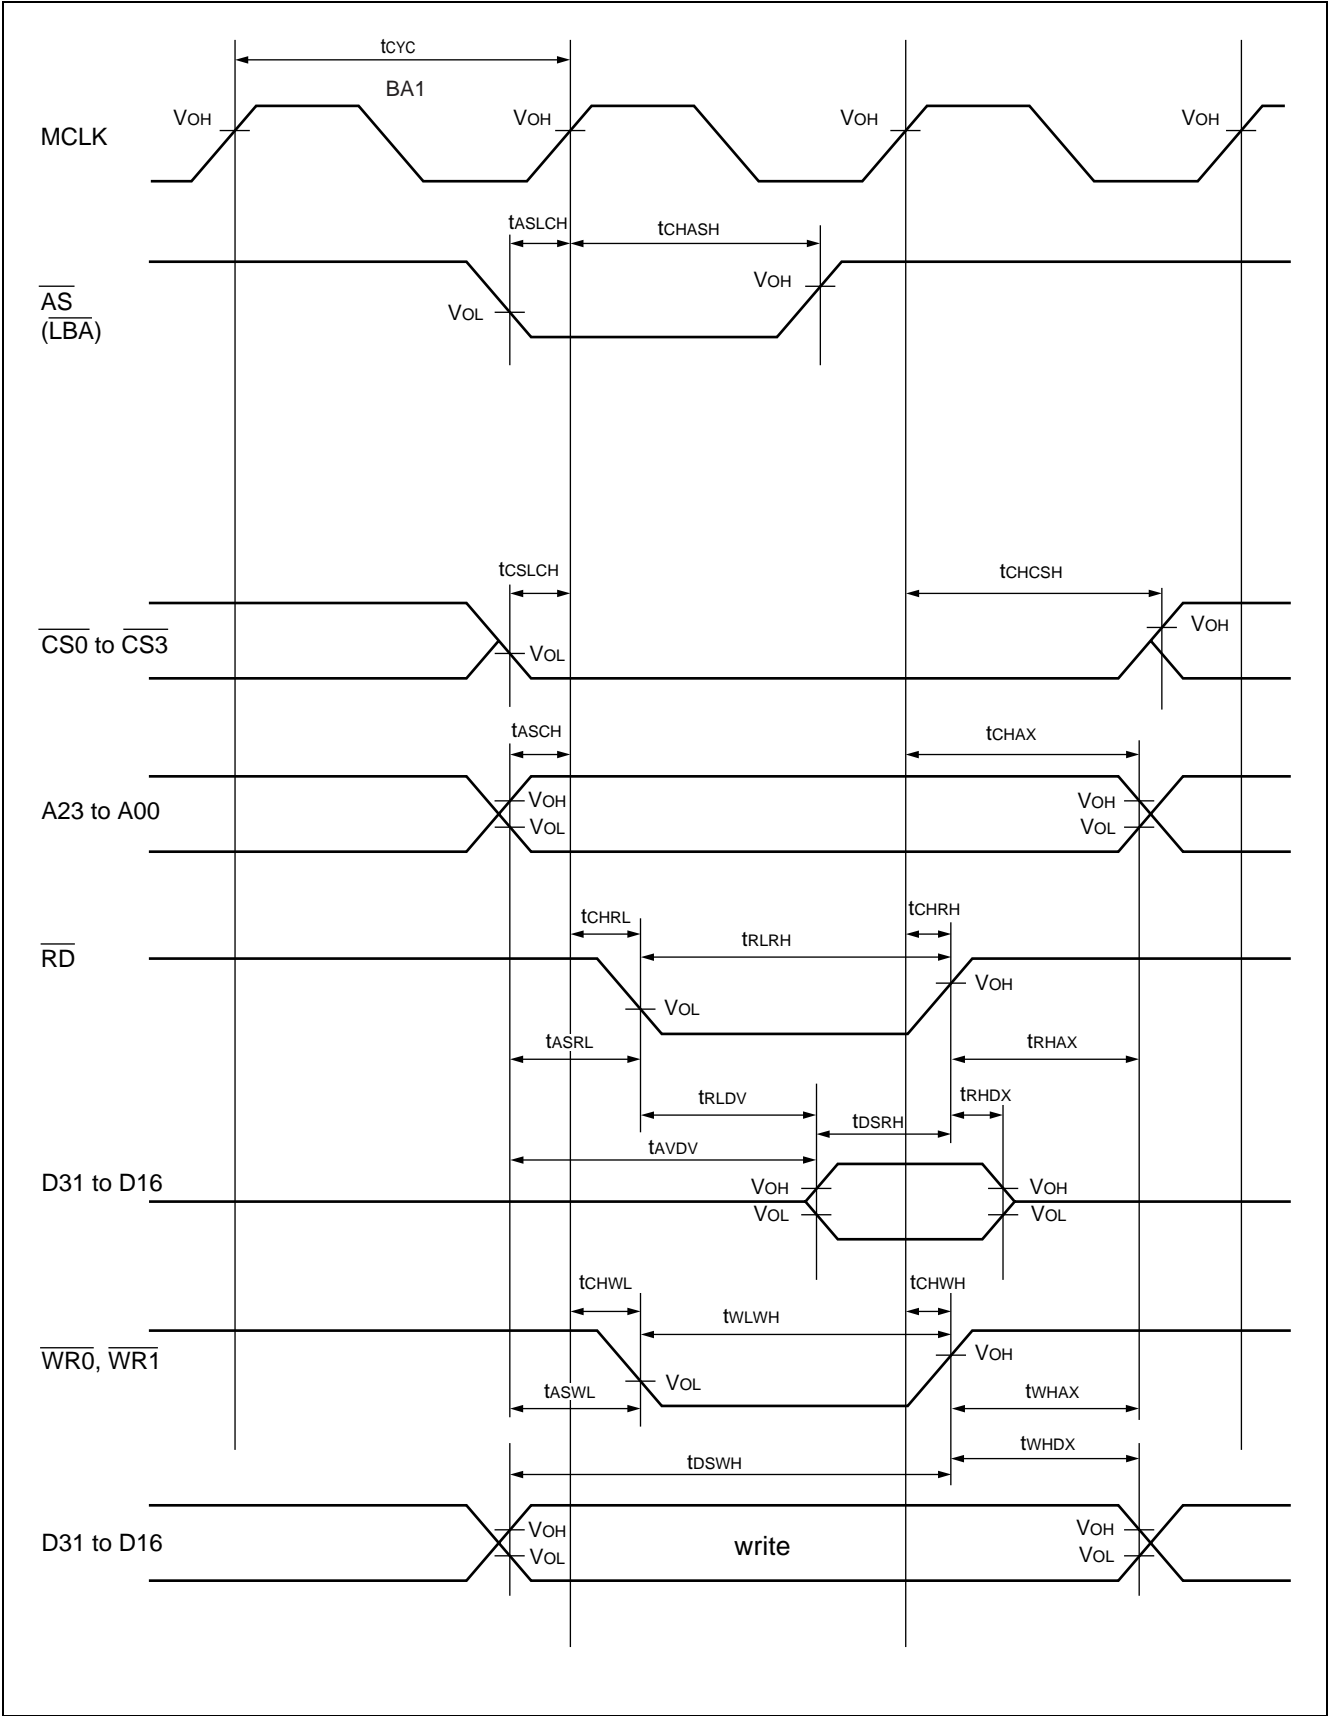 tCYC
BA1
VOH VOH VOH VOH
MCLK
tASLCH tCHASH
VOH
AS
VOL
(LBA)
tCSLCH tCHCSH
VOH
CS0 to CS3
VOL
tASCH tCHAX
VOH VOH
A23 to A00
VOL VOL
tCHRL tCHRH
tRLRH
RD
VOH
VOL
tASRL tRHAX
tRLDV tRHDX
tDSRH
tAVDV
D31 to D16
VOH VOH
VOL VOL
tCHWL tCHWH
tWLWH
VOH
WR0, WR1
VOL
tASWL tWHAX
tWHDX
tDSWH
VOH VOH
D31 to D16 write
VOL VOL